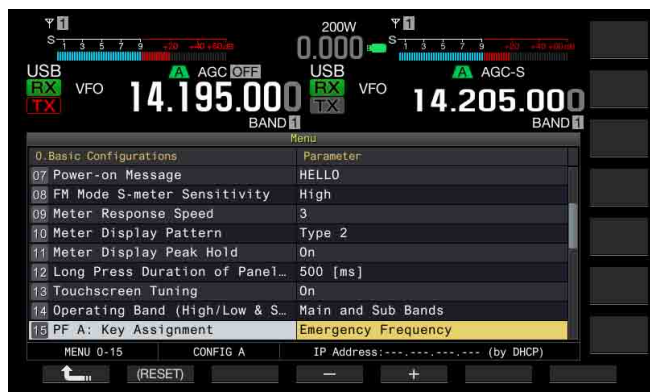 200W
1
1
S 1 3 5 7 9 +20 +40 +60dB
0.000
S 1 3 5 7 9 +20 +40 +60dB
USB A AGC OFF
USB A AGC-S
RX VFO 14.195.000
RX VFO 14.205.000
TX
TX
BAND 1
BAND 1
Menu
0.Basic Configurations Parameter
07 Power-on Message HELLO
08 FM Mode S-meter Sensitivity High
09 Meter Response Speed 3
10 Meter Display Pattern Type 2
11 Meter Display Peak Hold On
12 Long Press Duration of Panel… 500 [ms]
13 Touchscreen Tuning On
14 Operating Band (High/Low & S… Main and Sub Bands
15 PF A: Key Assignment Emergency Frequency
MENU 0-15 CONFIG A IP Address:---.---.---.--- (by DHCP)
(RESET) － +